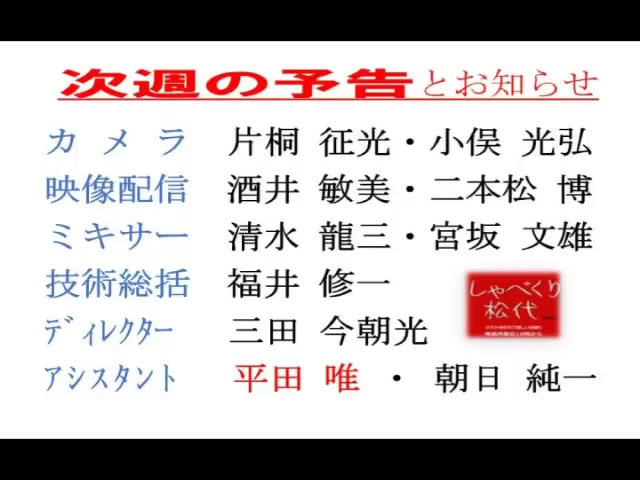 次週の予告とお知らせ
カメラ 片桐 征光・小俣 光弘
映像配信 酒井 敏美・二本松 博
ミキサー 清水 龍三・宮坂 文雄
技術総括 福井 修一
しゃべくり
松代
ﾃﾞｨﾚｸﾀｰ 三田 今朝光
ｱｼｽﾀﾝﾄ 平田 唯 ・ 朝日 純一